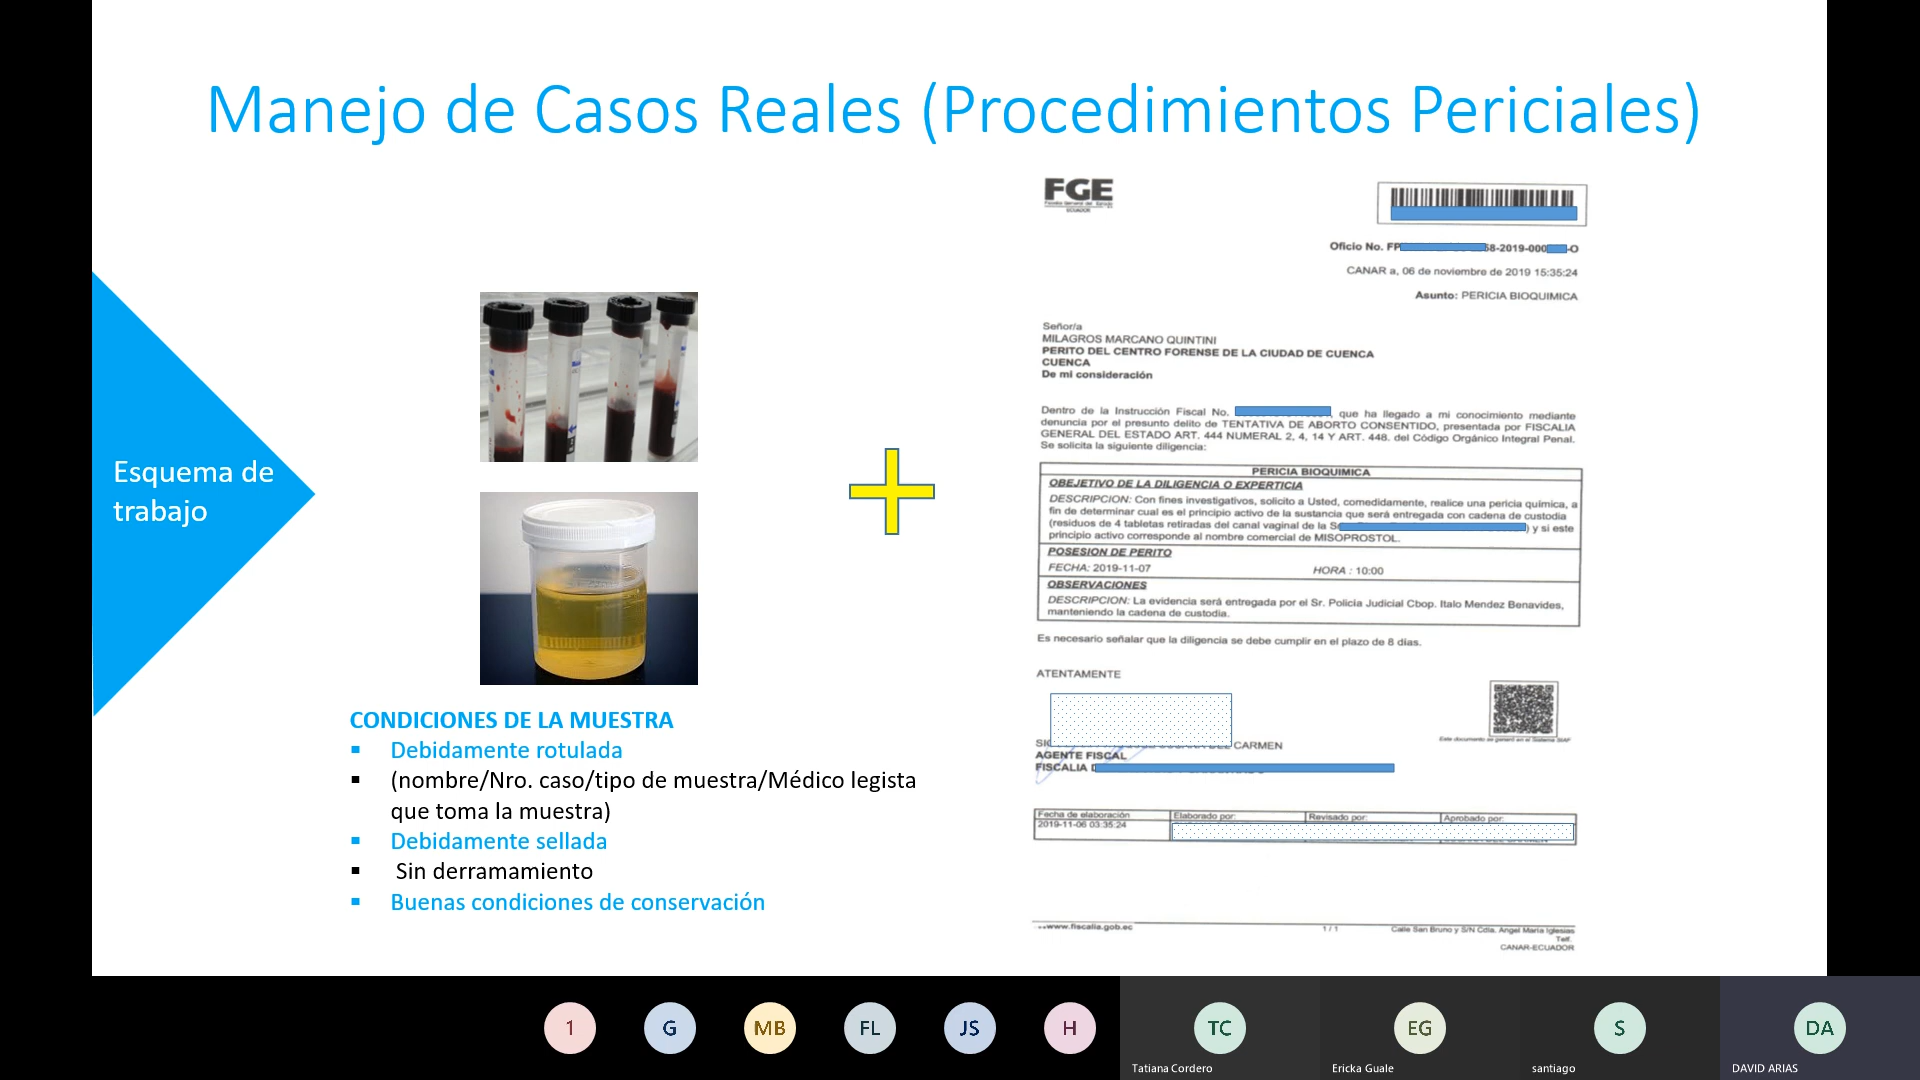 Manejo de Casos Reales (Procedimientos Periciales)
Esquema de
trabajo
CONDICIONES DE LA MUESTRA
Debidamente rotulada
(nombre/Nro. caso/tipo de muestra/Médico legista
que toma la muestra)
Debidamente sellada
Sin derramamiento
Buenas condiciones de conservación
FGE
Fiscalía General del Estado
ECUADOR
Oficio No. FP 58-2019-000 -O
CANAR a, 06 de noviembre de 2019 15:35:24
Asunto: PERICIA BIOQUIMICA
Señor/a
MILAGROS MARCANO QUINTINI
PERITO DEL CENTRO FORENSE DE LA CIUDAD DE CUENCA
CUENCA
De mi consideración
Dentro de la Instrucción Fiscal No. , que ha llegado a mi conocimiento mediante
denuncia por el presunto delito de TENTATIVA DE ABORTO CONSENTIDO, presentada por FISCALIA
GENERAL DEL ESTADO ART. 444 NUMERAL 2, 4, 14 Y ART. 448. del Código Orgánico Integral Penal.
Se solicita la siguiente diligencia:
PERICIA BIOQUIMICA
OBEJETIVO DE LA DILIGENCIA O EXPERTICIA
DESCRIPCION: Con fines investigativos, solicito a Usted, comedidamente, realice una pericia química, a
fin de determinar cual es el principio activo de la sustancia que será entregada con cadena de custodia
(residuos de 4 tabletas retiradas del canal vaginal de la S ) y si este
principio activo corresponde al nombre comercial de MISOPROSTOL.
POSESION DE PERITO
FECHA: 2019-11-07 HORA : 10:00
OBSERVACIONES
DESCRIPCION: La evidencia será entregada por el Sr. Policia Judicial Cbop. Italo Mendez Benavides,
manteniendo la cadena de custodia.
Es necesario señalar que la diligencia se debe cumplir en el plazo de 8 días.
ATENTAMENTE
Este documento se generó en el Sistema SIAF
CARMEN
AGENTE FISCAL
FISCALIA
Fecha de elaboración Elaborado por: Revisado por: Aprobado por:
2019-11-06 03:35:24
www.fiscalia.gob.ec 1 / 1 Calle San Bruno y S/N Cdla. Angel María Iglesias
Telf.
CANAR-ECUADOR
1 G MB FL JS H TC EG S DA
Tatiana Cordero Ericka Guale santiago DAVID ARIAS